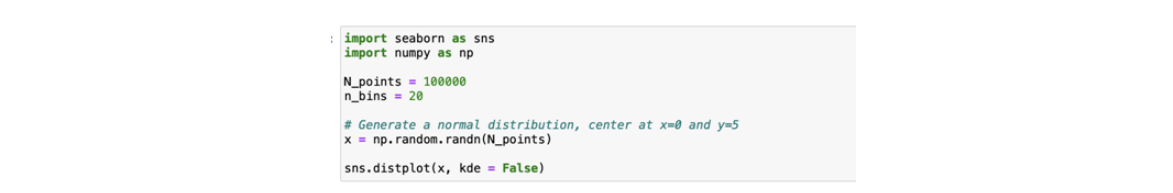 import seaborn as sns
import numpy as np
N_points = 100000
n_bins = 20
# Generate a normal distribution, center at x=0 and y=5
x = np.random.randn(N_points)
sns.distplot(x, kde = False)